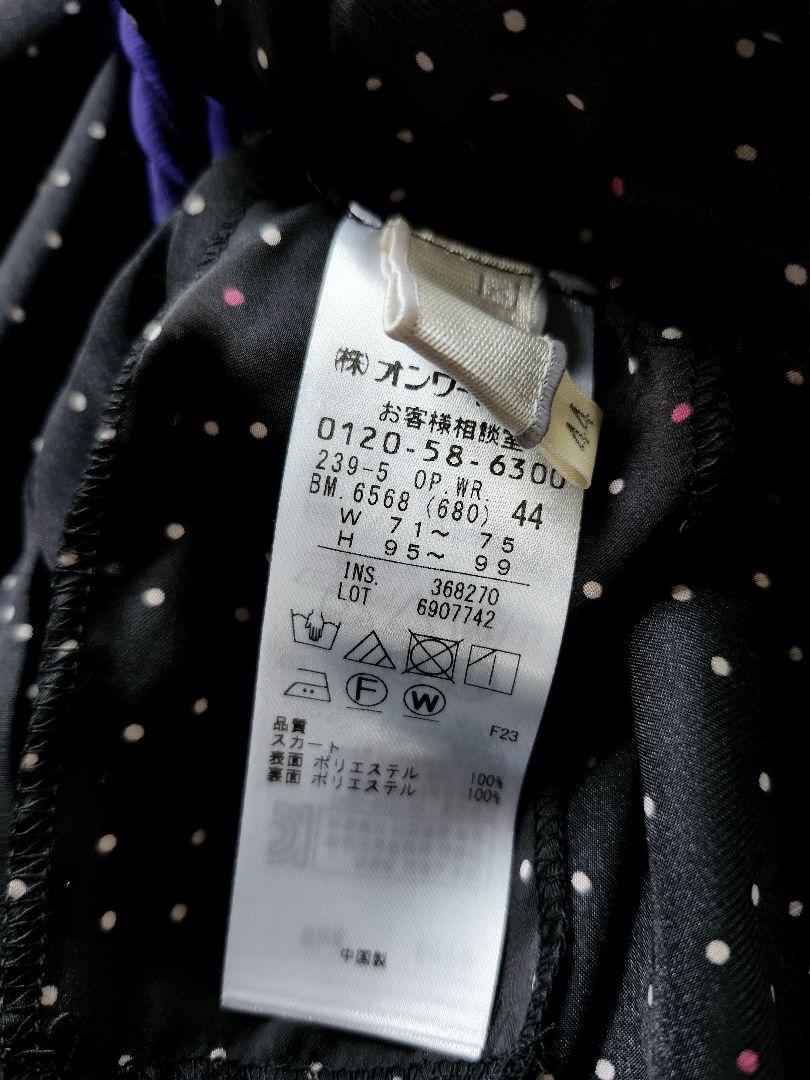 ㈱オンワー
お客様相談室
0120-58-6300
239-5 OP.WR.
BM.6568 (680) 44
W 71～ 75
H 95～ 99
INS. 368270
LOT 6907742
F W
品質 F23
スカート
表面 ポリエステル 100%
裏面 ポリエステル 100%
中国製
44